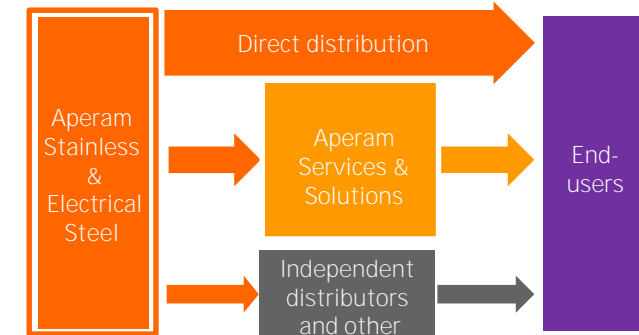 Direct distribution
Aperam
Stainless
&
Electrical
Steel
Aperam
Services &
Solutions
End-
users
Independent
distributors
and other